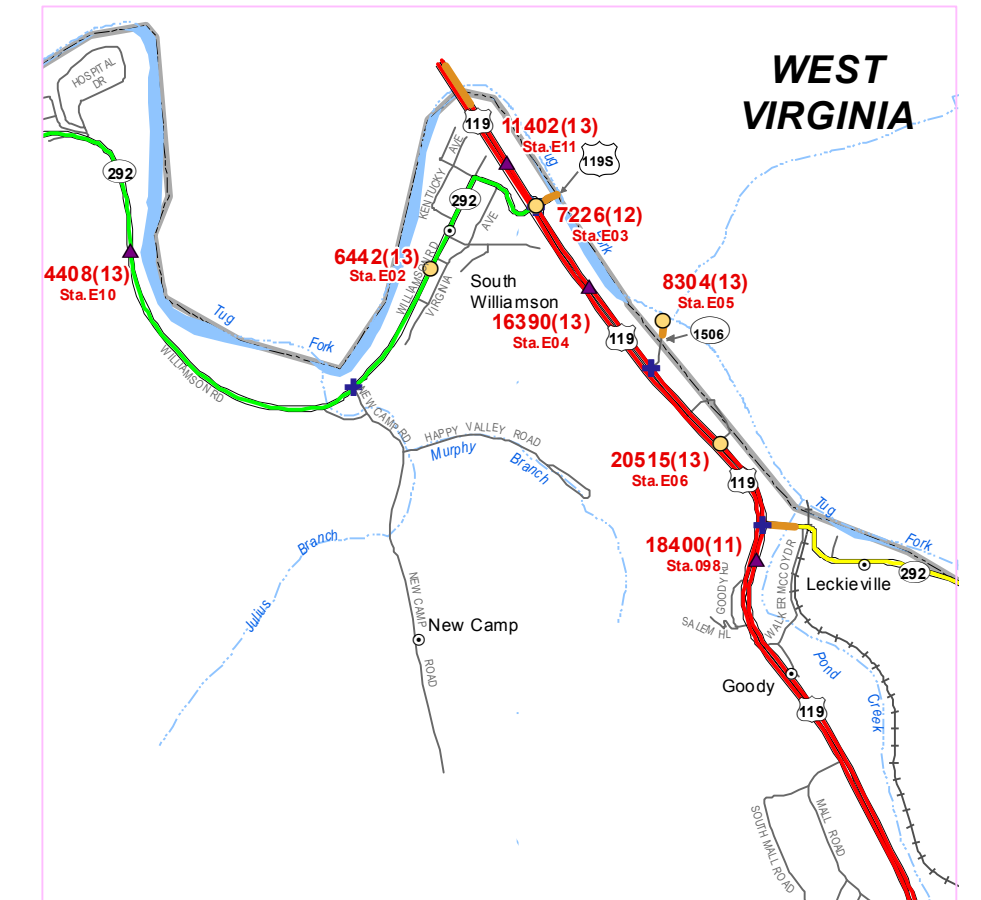 WEST
VIRGINIA
HOSPITAL
DR
292
119
11402(13)
Sta.E11
Tug
119S
KENTUCKY
AVE
292
AVE
7226(12)
Sta.E03
Fork
4408(13)
Sta.E10
6442(13)
Sta.E02
WILLIAMSON RD
VIRGINIA
South
Williamson
8304(13)
Sta.E05
16390(13)
Sta.E04
119
1506
Tug
Fork
WILLIAMSON RD
NEW CAMP RD
HAPPY VALLEY ROAD
Murphy
Branch
20515(13)
Sta.E06
119
Tug
Fork
Branch
Julius
18400(11)
Sta.098
292
Leckieville
GOODY RD
WALKER MCCOY DR
SALEM HL
NEW CAMP
ROAD
New Camp
Pond
Creek
Goody
119
MALL ROAD
SOUTH MALL ROAD